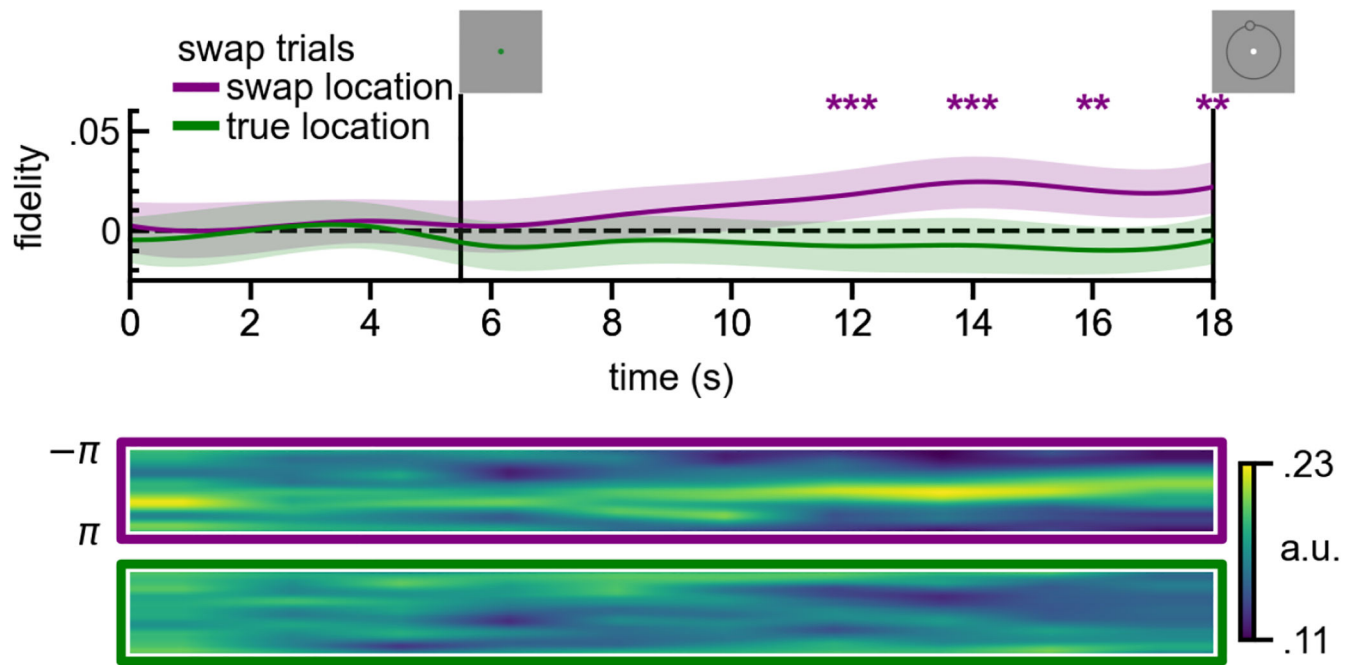 swap trials
swap location
true location
*** *** ** **
.05
0
fidelity
0 2 4 6 8 10 12 14 16 18
time (s)
−π
π
.23
a.u.
.11